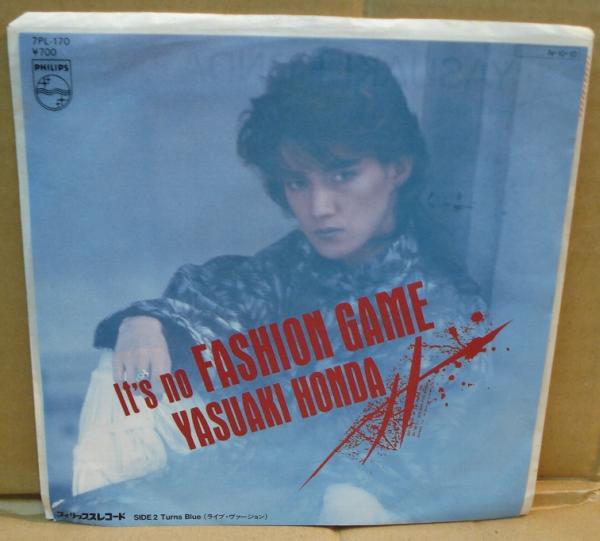 7PL-170
¥700
PHILIPS
It's no FASHION GAME
YASUAKI HONDA
フィリップスレコード SIDE 2 Turns Blue (ライブ・ヴァージョン)